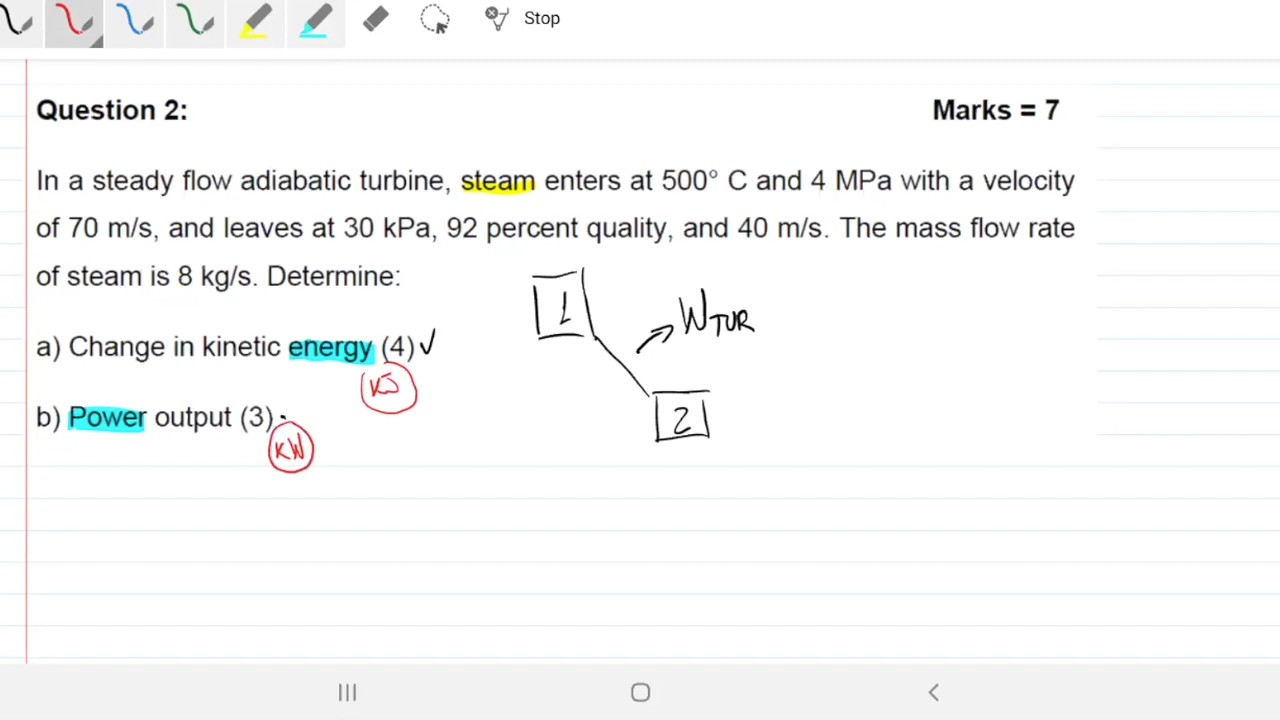 Stop
Question 2: Marks = 7
In a steady flow adiabatic turbine, steam enters at 500° C and 4 MPa with a velocity
of 70 m/s, and leaves at 30 kPa, 92 percent quality, and 40 m/s. The mass flow rate
of steam is 8 kg/s. Determine:
1
WTUR
a) Change in kinetic energy (4) ✓
KJ
2
b) Power output (3)
KW